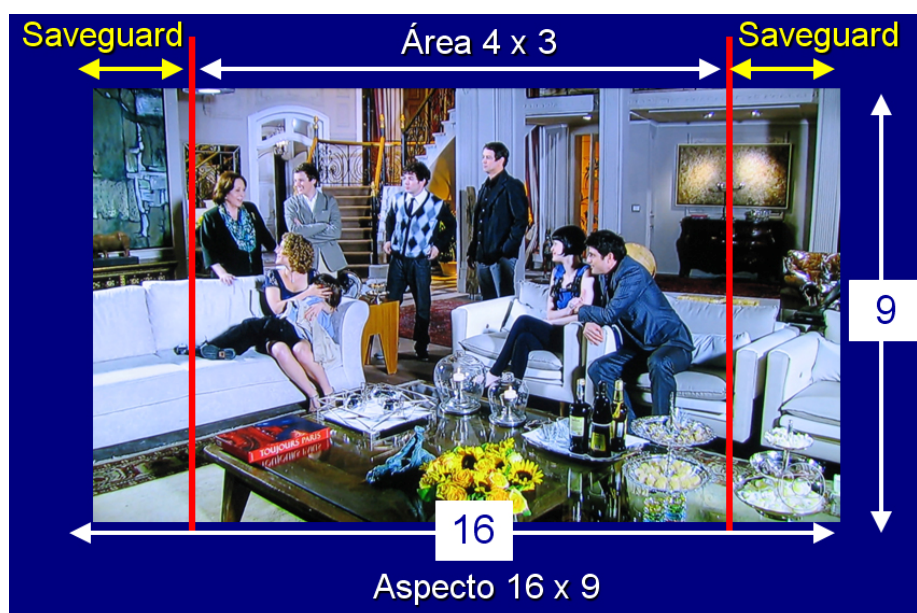 Saveguard
Área 4 x 3
Saveguard
9
TOUJOURS PARIS
16
Aspecto 16 x 9